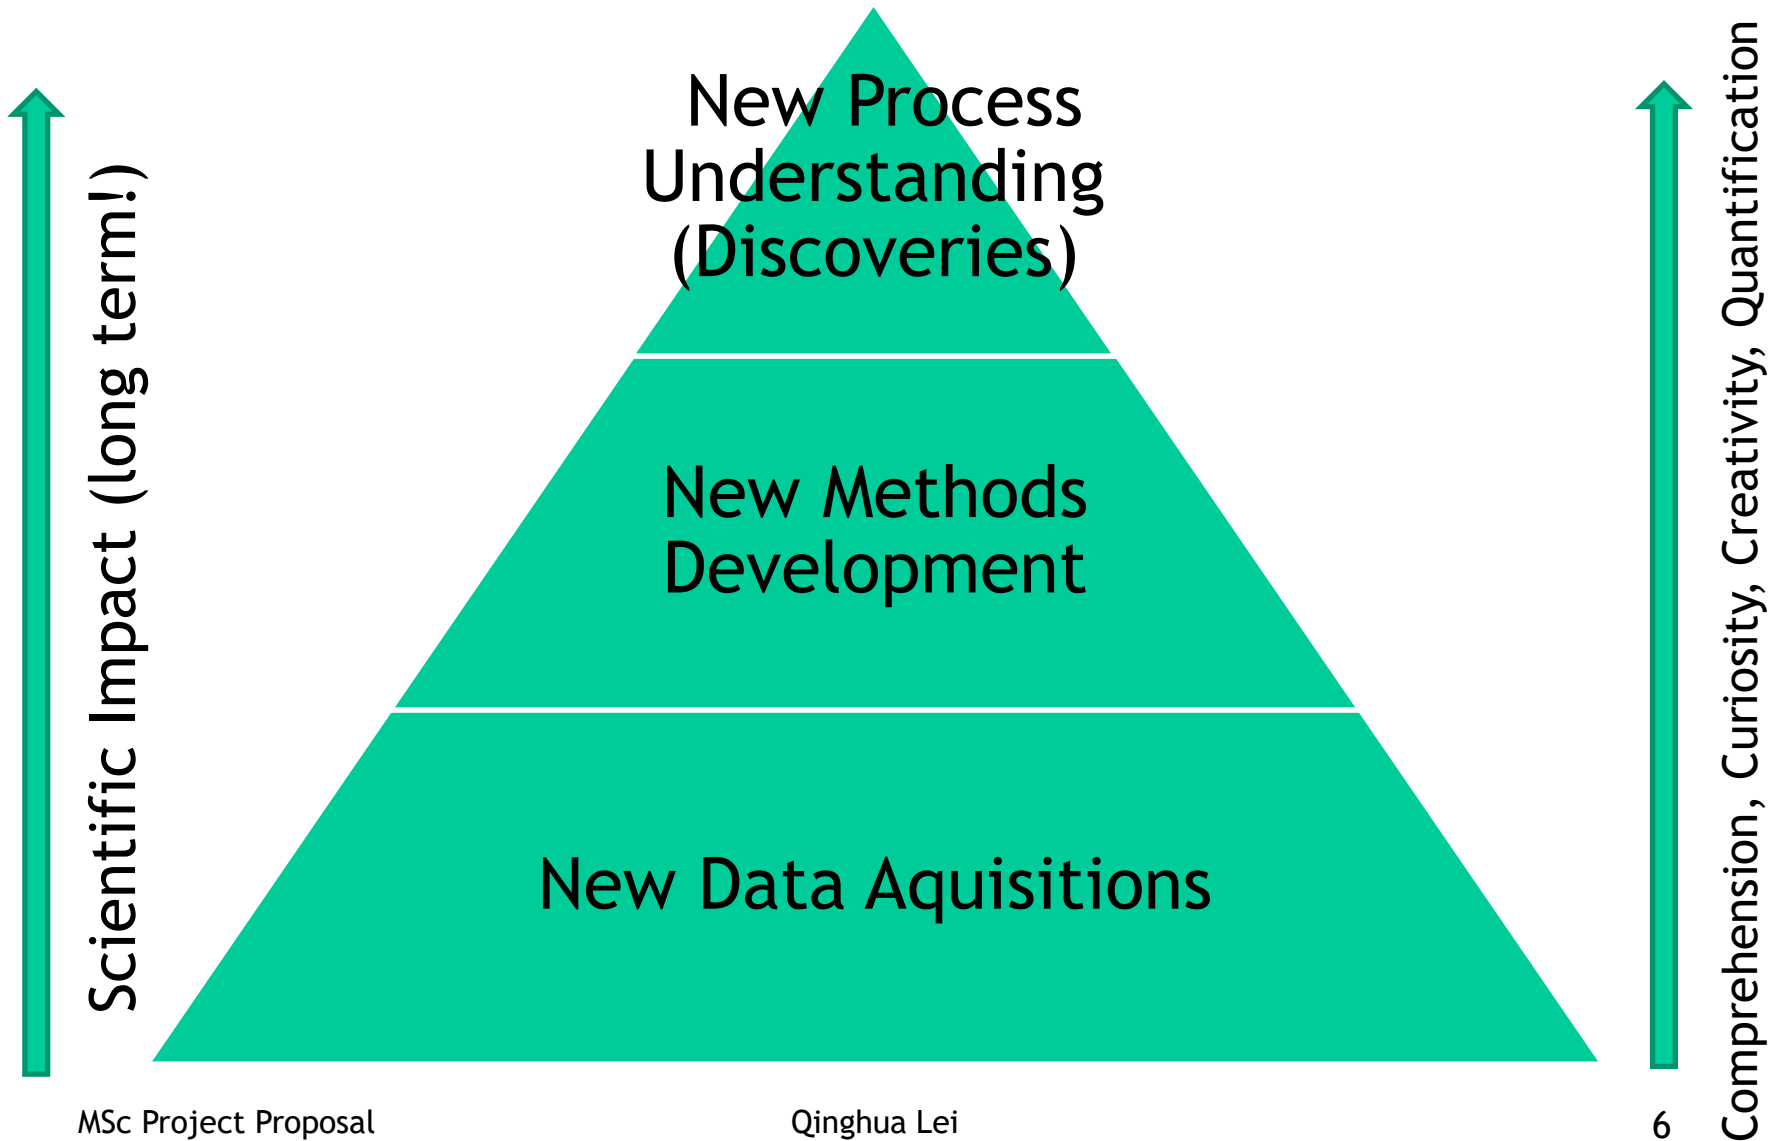 New Process
Understanding
(Discoveries)
New Methods
Development
New Data Aquisitions
Scientific Impact (long term!)
Comprehension, Curiosity, Creativity, Quantification
MSc Project Proposal
Qinghua Lei
6